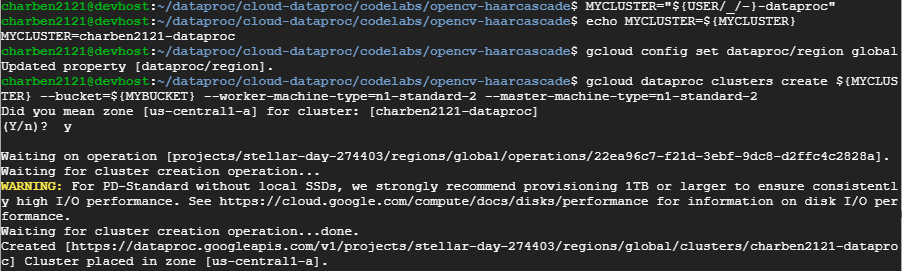 charben2121@devhost:~/dataproc/cloud-dataproc/codelabs/opencv-haarcascade$ MYCLUSTER="${USER/_/-}-dataproc"
charben2121@devhost:~/dataproc/cloud-dataproc/codelabs/opencv-haarcascade$ echo MYCLUSTER=${MYCLUSTER}
MYCLUSTER=charben2121-dataproc
charben2121@devhost:~/dataproc/cloud-dataproc/codelabs/opencv-haarcascade$ gcloud config set dataproc/region global
Updated property [dataproc/region].
charben2121@devhost:~/dataproc/cloud-dataproc/codelabs/opencv-haarcascade$ gcloud dataproc clusters create ${MYCLUS
TER} --bucket=${MYBUCKET} --worker-machine-type=n1-standard-2 --master-machine-type=n1-standard-2
Did you mean zone [us-central1-a] for cluster: [charben2121-dataproc]
(Y/n)?  y
Waiting on operation [projects/stellar-day-274403/regions/global/operations/22ea96c7-f21d-3ebf-9dc8-d2ffc4c2828a].
Waiting for cluster creation operation...
WARNING: For PD-Standard without local SSDs, we strongly recommend provisioning 1TB or larger to ensure consistentl
y high I/O performance. See https://cloud.google.com/compute/docs/disks/performance for information on disk I/O per
formance.
Waiting for cluster creation operation...done.
Created [https://dataproc.googleapis.com/v1/projects/stellar-day-274403/regions/global/clusters/charben2121-datapro
c] Cluster placed in zone [us-central1-a].